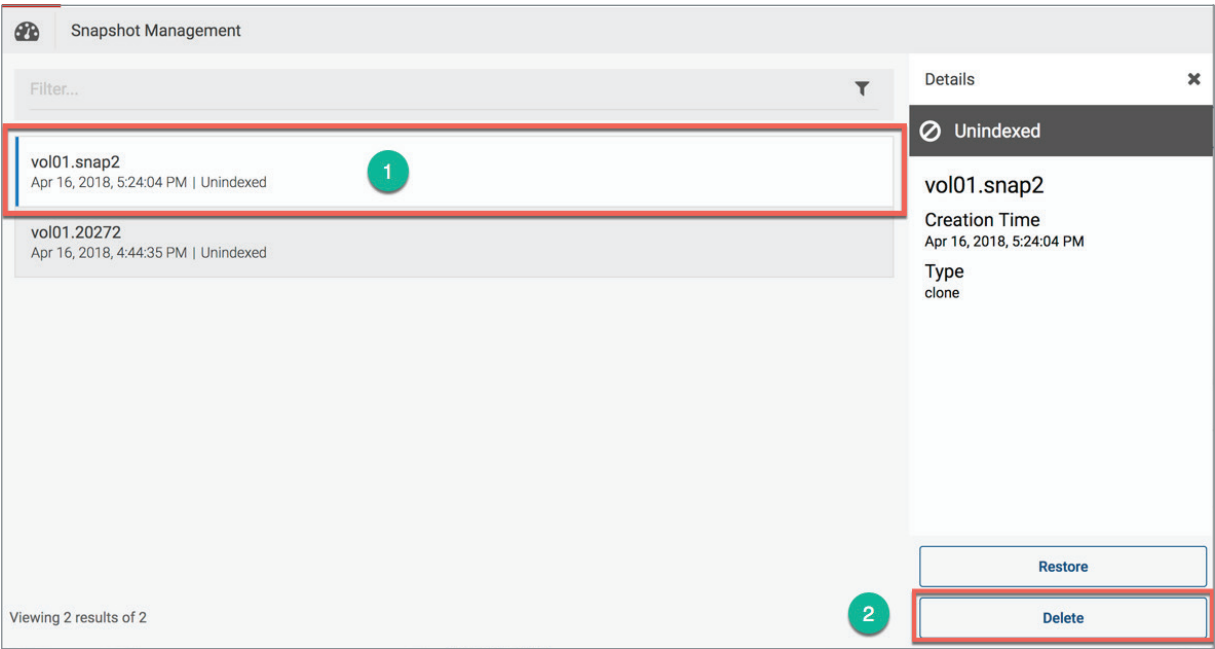 Snapshot Management
Filter...
vol01.snap2
Apr 16, 2018, 5:24:04 PM | Unindexed
1
vol01.20272
Apr 16, 2018, 4:44:35 PM | Unindexed
Viewing 2 results of 2
Details
Unindexed
vol01.snap2
Creation Time
Apr 16, 2018, 5:24:04 PM
Type
clone
Restore
2
Delete